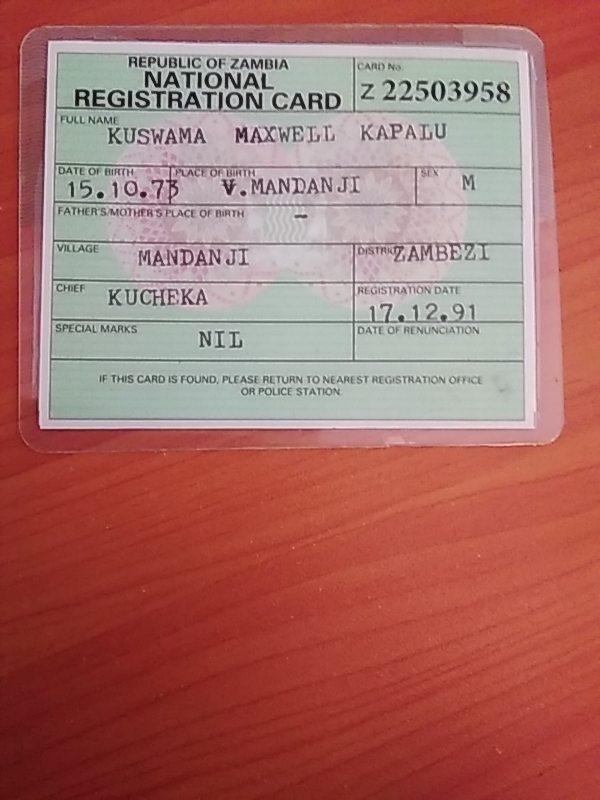 REPUBLIC OF ZAMBIA
NATIONAL
REGISTRATION CARD
CARD No.
Z 22503958
FULL NAME
KUSWAMA MAXWELL KAPALU
DATE OF BIRTH PLACE OF BIRTH SEX
15.10.73 V.MANDANJI M
FATHER'S/MOTHER'S PLACE OF BIRTH
–
VILLAGE MANDANJI DISTRICT ZAMBEZI
CHIEF KUCHEKA
REGISTRATION DATE
17.12.91
SPECIAL MARKS NIL
DATE OF RENUNCIATION
IF THIS CARD IS FOUND, PLEASE RETURN TO NEAREST REGISTRATION OFFICE
OR POLICE STATION.